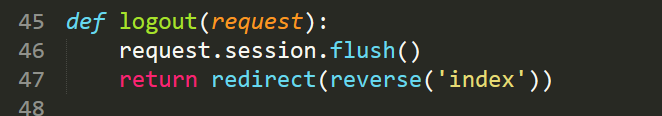 45 def logout(request):
46     request.session.flush()
47     return redirect(reverse('index'))
48